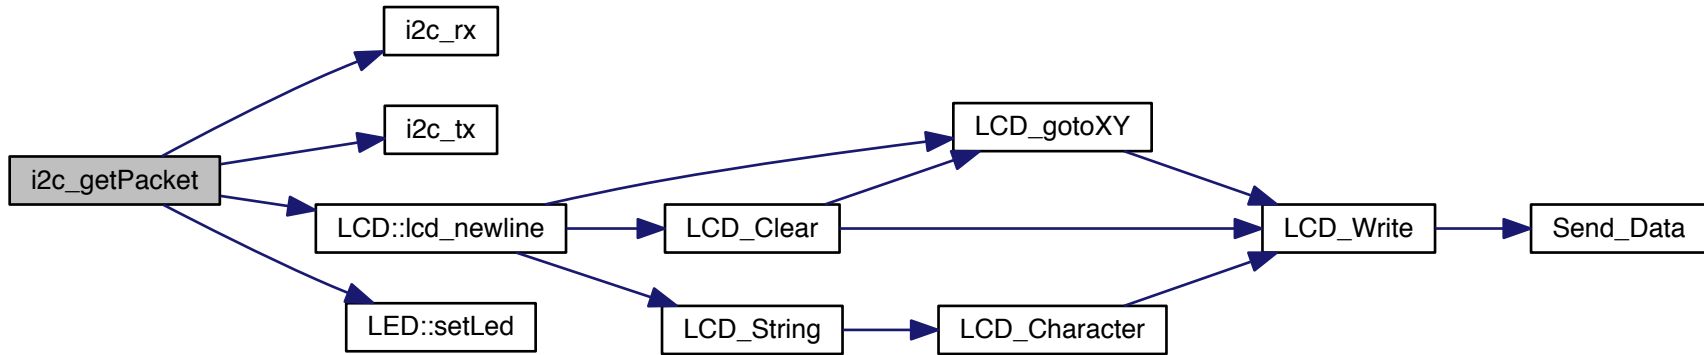 i2c_rx
i2c_tx
LCD_gotoXY
i2c_getPacket
LCD::lcd_newline
LCD_Clear
LCD_Write
Send_Data
LED::setLed
LCD_String
LCD_Character